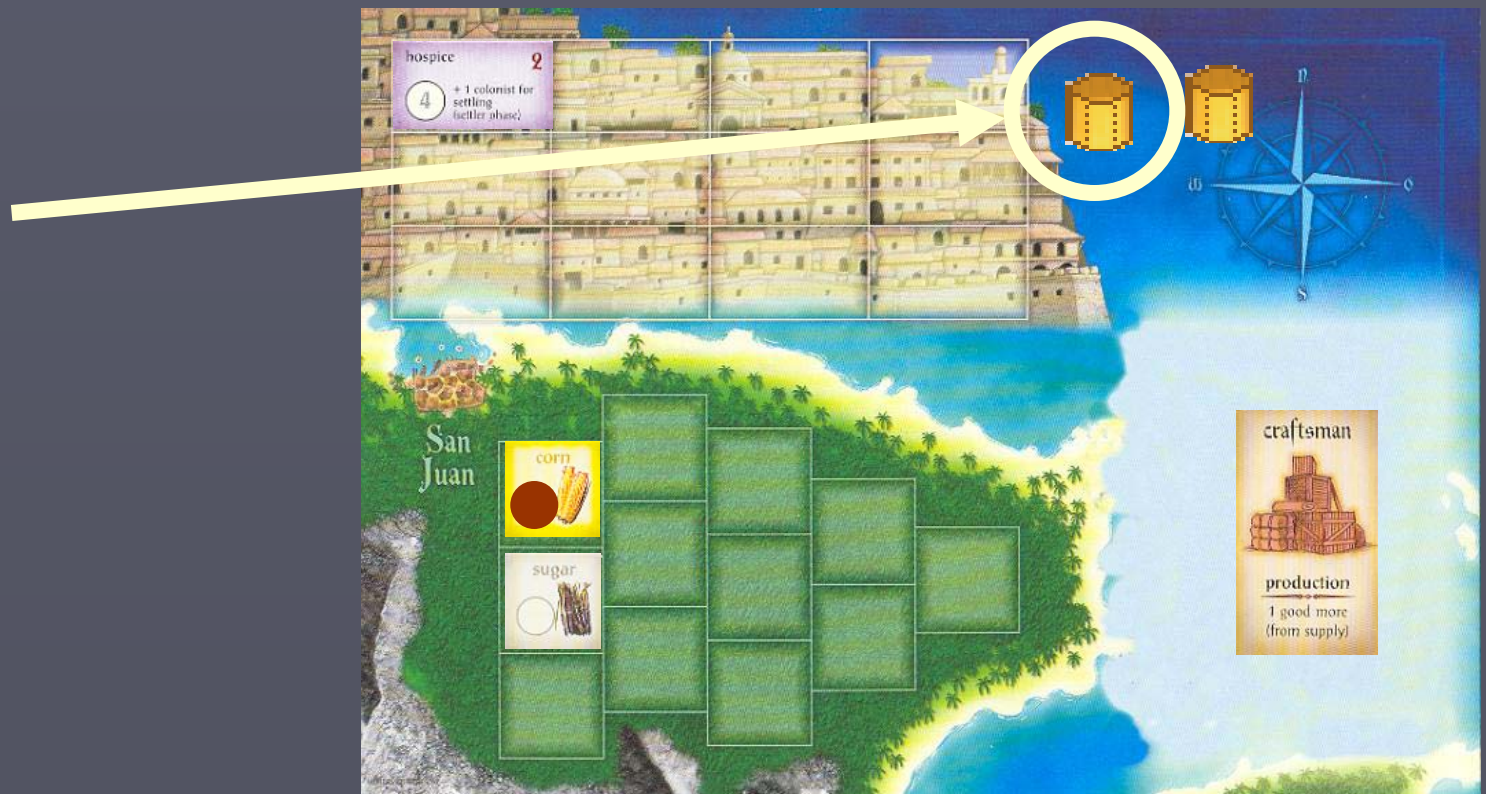 hospice 2
4
+ 1 colonist for
settling
(settler phase)
n
W O
S
San
Juan
corn
sugar
craftsman
production
1 good more
(from supply)